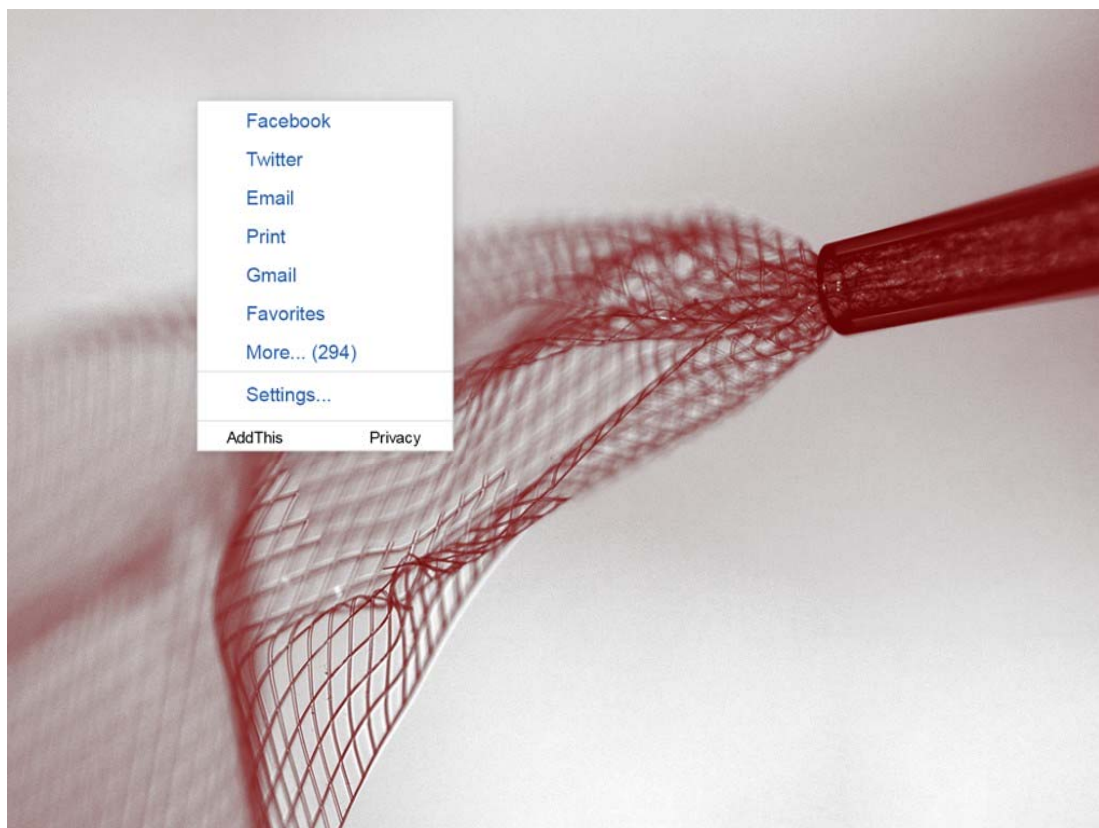 Facebook
Twitter
Email
Print
Gmail
Favorites
More... (294)
Settings...
AddThis Privacy